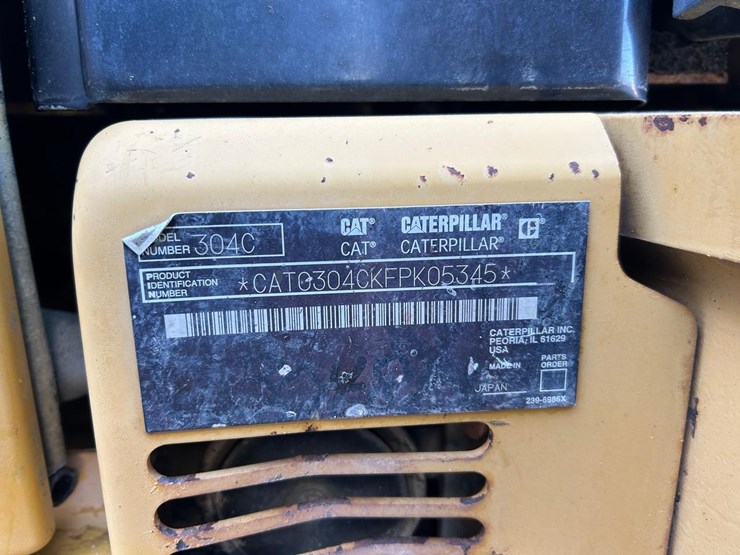 MODEL NUMBER 304C
CAT® CATERPILLAR® C
CAT® CATERPILLAR®
PRODUCT IDENTIFICATION NUMBER *CAT0304CKFPK05345*
CATERPILLAR INC.
PEORIA, IL 61629
USA
MADE IN
JAPAN
PARTS ORDER
239-6986X